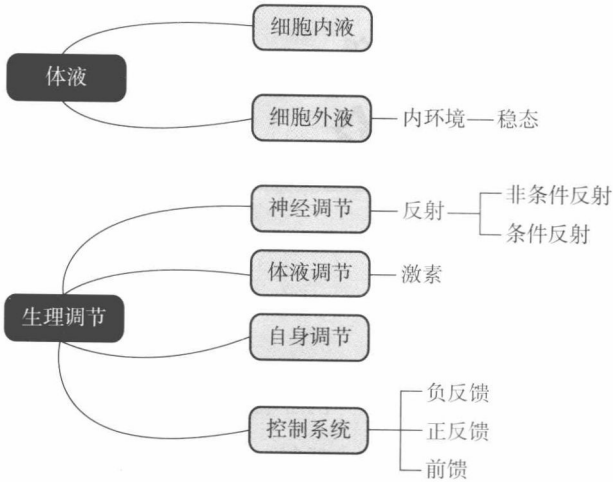 细胞内液
体液
细胞外液
内环境
稳态
神经调节
反射
非条件反射
条件反射
体液调节
激素
生理调节
自身调节
控制系统
负反馈
正反馈
前馈